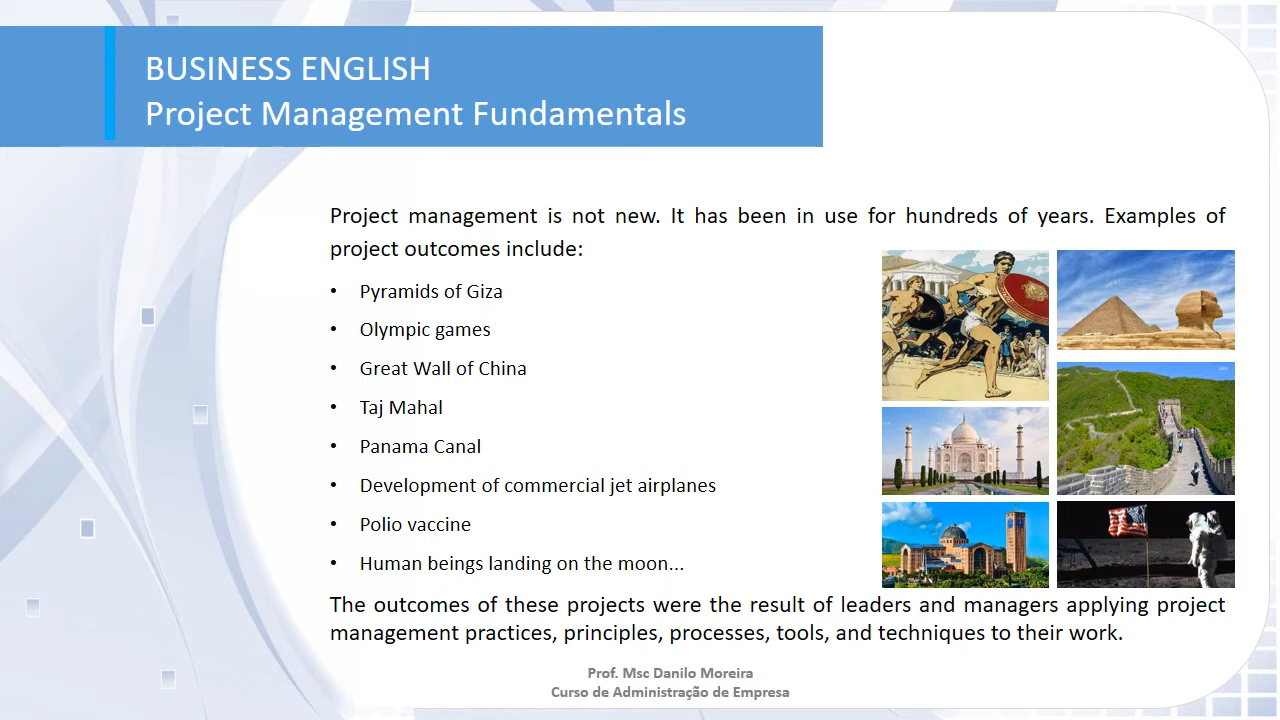 BUSINESS ENGLISH
Project Management Fundamentals
Project management is not new. It has been in use for hundreds of years. Examples of
project outcomes include:
• Pyramids of Giza
• Olympic games
• Great Wall of China
• Taj Mahal
• Panama Canal
• Development of commercial jet airplanes
• Polio vaccine
• Human beings landing on the moon...
The outcomes of these projects were the result of leaders and managers applying project
management practices, principles, processes, tools, and techniques to their work.
Prof. Msc Danilo Moreira
Curso de Administração de Empresa